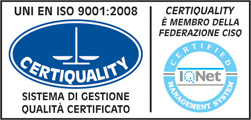 UNI EN ISO 9001:2008
CERTIQUALITY
SISTEMA DI GESTIONE
QUALITÀ CERTIFICATO
CERTIQUALITY
È MEMBRO DELLA
FEDERAZIONE CISQ
CERTIFIED
IQNet
MANAGEMENT SYSTEM